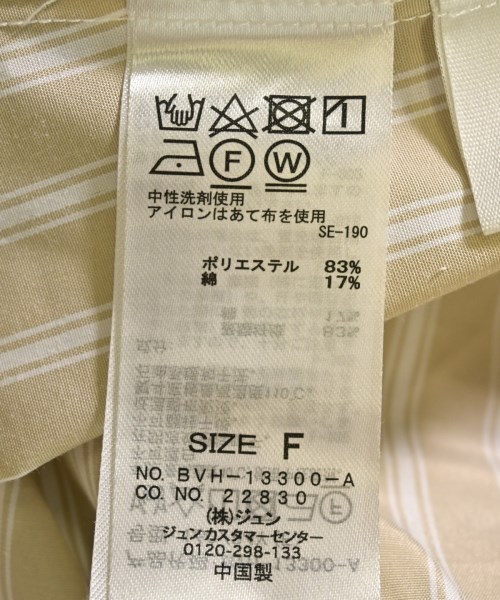 F W
中性洗剤使用
アイロンはあて布を使用
SE-190
ポリエステル 83%
綿 17%
SIZE F
NO. BVH-13300-A
CO. NO. 22830
(株)ジュン
ジュンカスタマーセンター
0120-298-133
中国製